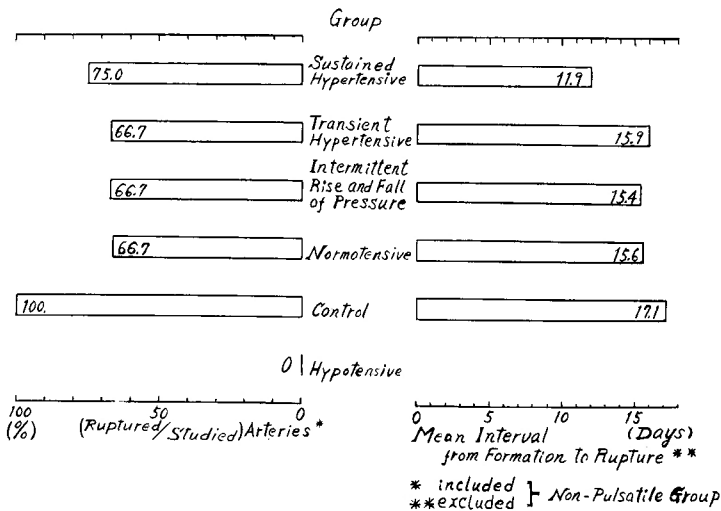 Group
75.0 Sustained Hypertensive 11.9
66.7 Transient Hypertensive 15.9
66.7 Intermittent Rise and Fall of Pressure 15.4
66.7 Normotensive 15.6
100. Control 17.1
0 Hypotensive
100 50 0
(%) (Ruptured/Studied) Arteries *
0 5 10 15
Mean Interval (Days)
from Formation to Rupture **
* included
** excluded } Non-Pulsatile Group